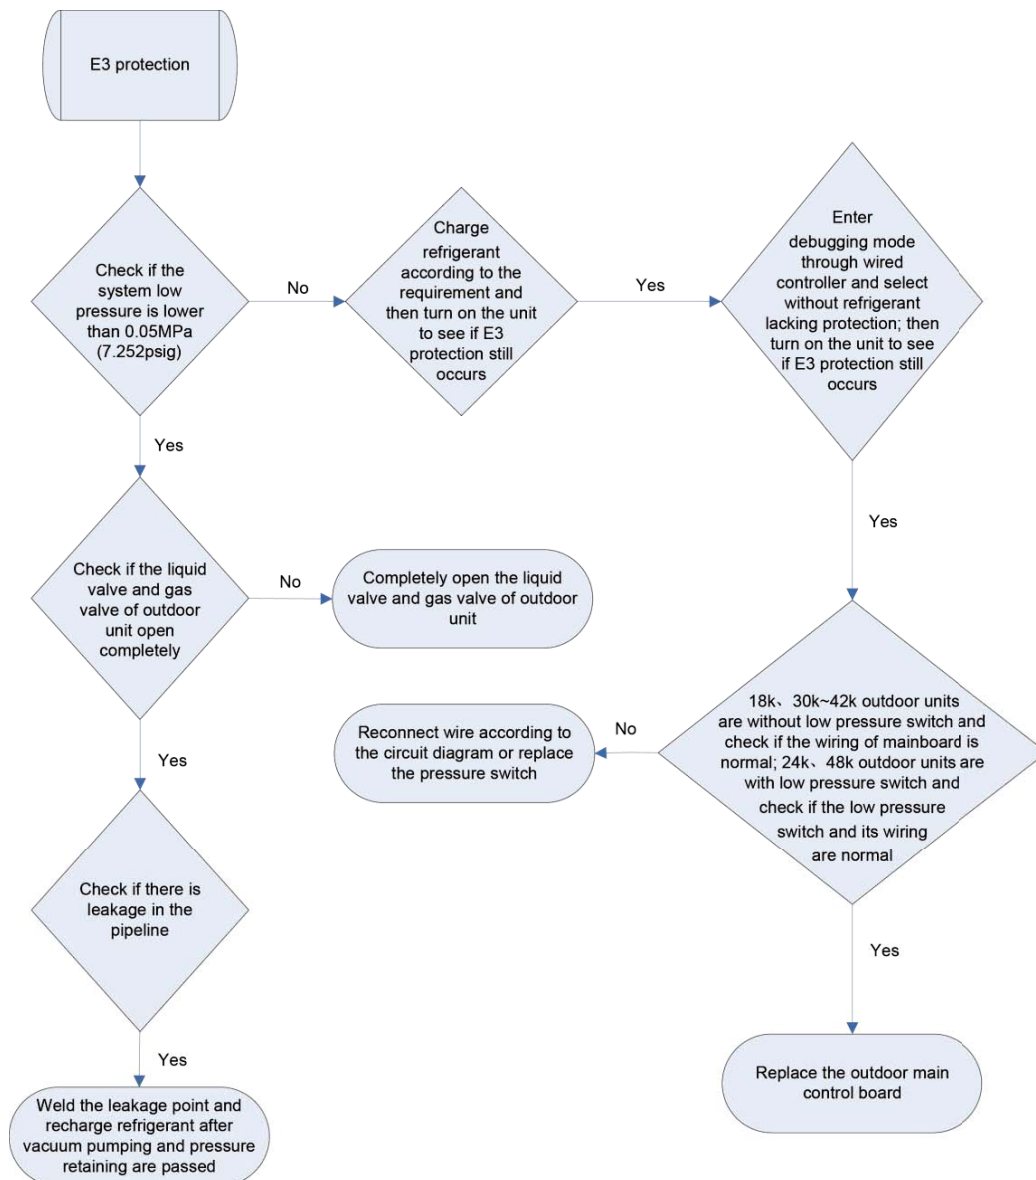 E3 protection
Check if the
system low
pressure is lower
than 0.05MPa
(7.252psig)
No
Charge
refrigerant
according to the
requirement and
then turn on the unit
to see if E3
protection still
occurs
Yes
Enter
debugging mode
through wired
controller and select
without refrigerant
lacking protection; then
turn on the unit to see
if E3 protection still
occurs
Yes
Yes
Check if the liquid
valve and gas
valve of outdoor
unit open
completely
No
Completely open the liquid
valve and gas valve of outdoor
unit
18k、30k~42k outdoor units
are without low pressure switch and
check if the wiring of mainboard is
normal; 24k、48k outdoor units are
with low pressure switch and
check if the low pressure
switch and its wiring
are normal
No
Reconnect wire according to
the circuit diagram or replace
the pressure switch
Yes
Check if there is
leakage in the
pipeline
Yes
Replace the outdoor main
control board
Yes
Weld the leakage point and
recharge refrigerant after
vacuum pumping and pressure
retaining are passed